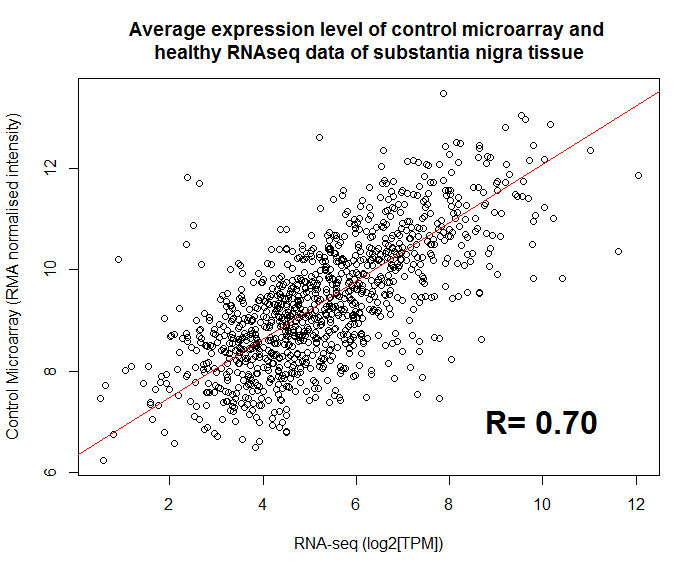 Average expression level of control microarray and
healthy RNAseq data of substantia nigra tissue
Control Microarray (RMA normalised intensity)
12
10
8
6
R= 0.70
2 4 6 8 10 12
RNA-seq (log2[TPM])